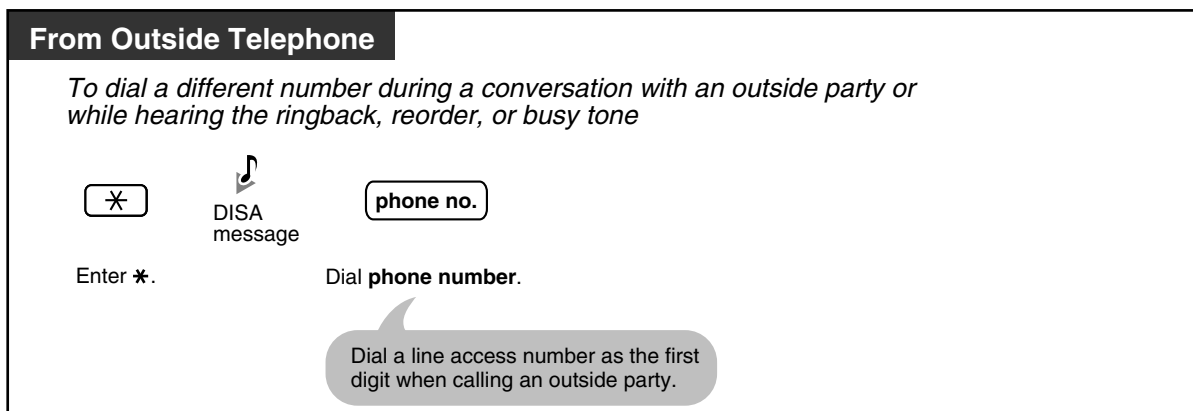 From Outside Telephone
To dial a different number during a conversation with an outside party or
while hearing the ringback, reorder, or busy tone
DISA
message
phone no.
Enter ✱.
Dial phone number.
Dial a line access number as the first
digit when calling an outside party.